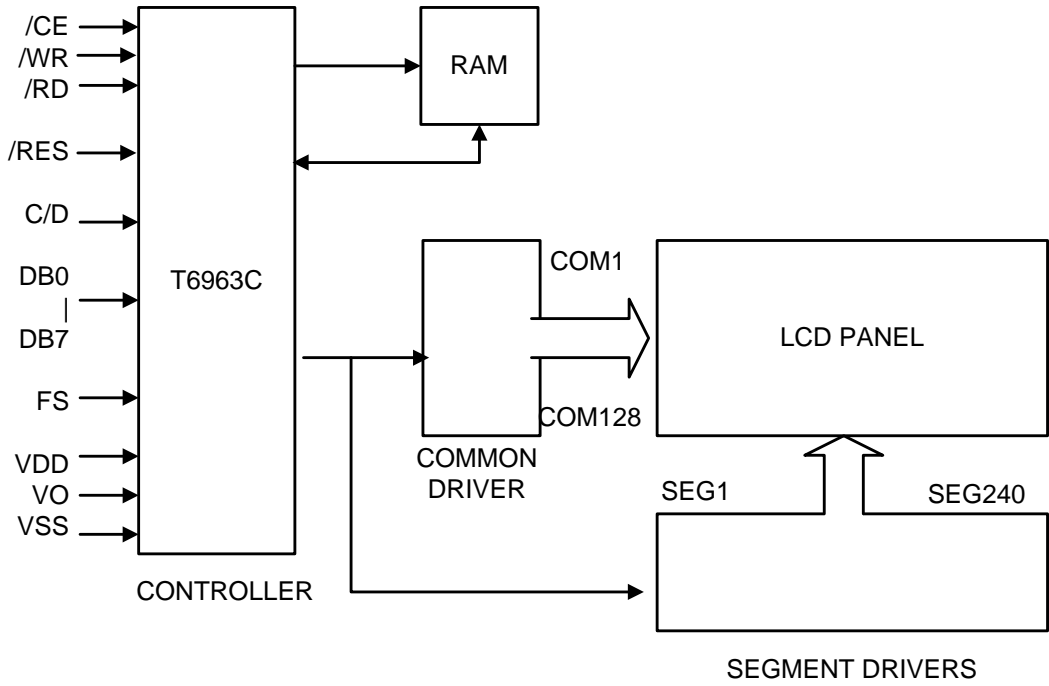 /CE
/WR
/RD
/RES
C/D
DB0
|
DB7
FS
VDD
VO
VSS
T6963C
CONTROLLER
RAM
COM1
COM128
COMMON
DRIVER
LCD PANEL
SEG1
SEG240
SEGMENT DRIVERS